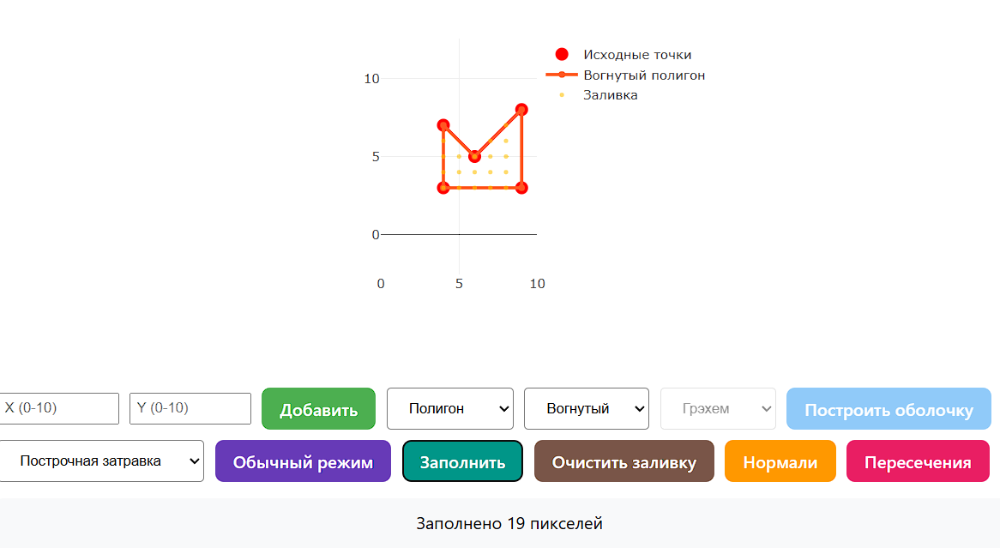 Исходные точки
Вогнутый полигон
Заливка
10
5
0
0 5 10
X (0-10) Y (0-10) Добавить Полигон Вогнутый Грэхем Построить оболочку
Построчная затравка Обычный режим Заполнить Очистить заливку Нормали Пересечения
Заполнено 19 пикселей